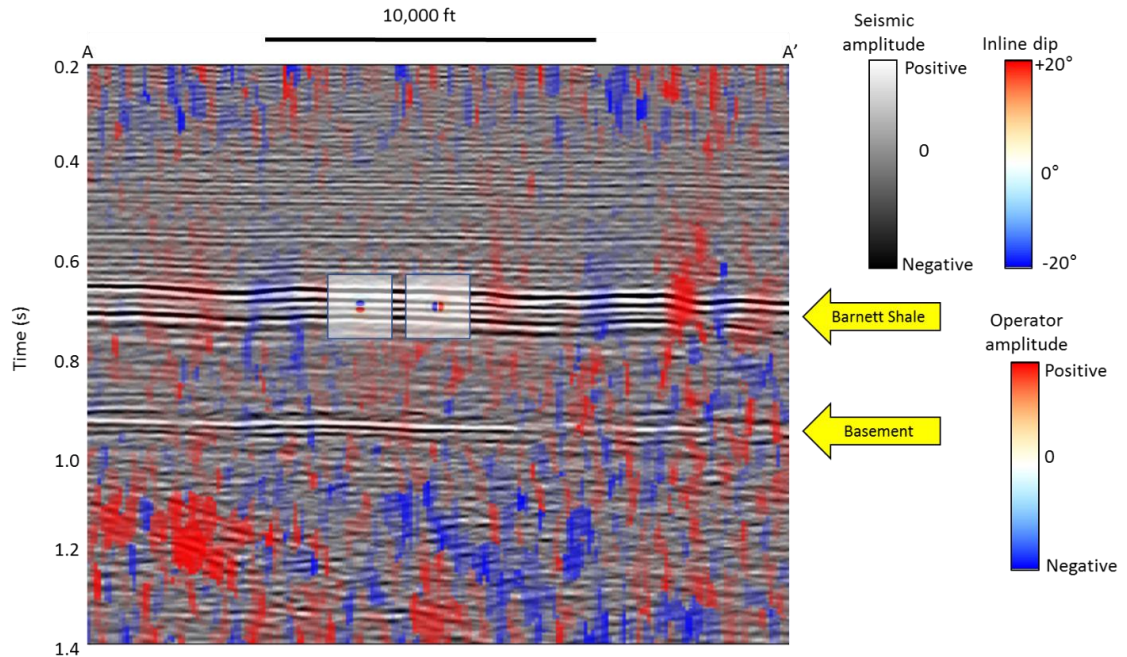 10,000 ft
A
A’
0.2
0.4
0.6
0.8
1.0
1.2
1.4
Time (s)
Seismic
amplitude
Positive
0
Negative
Inline dip
+20°
0°
-20°
Barnett Shale
Basement
Operator
amplitude
Positive
0
Negative